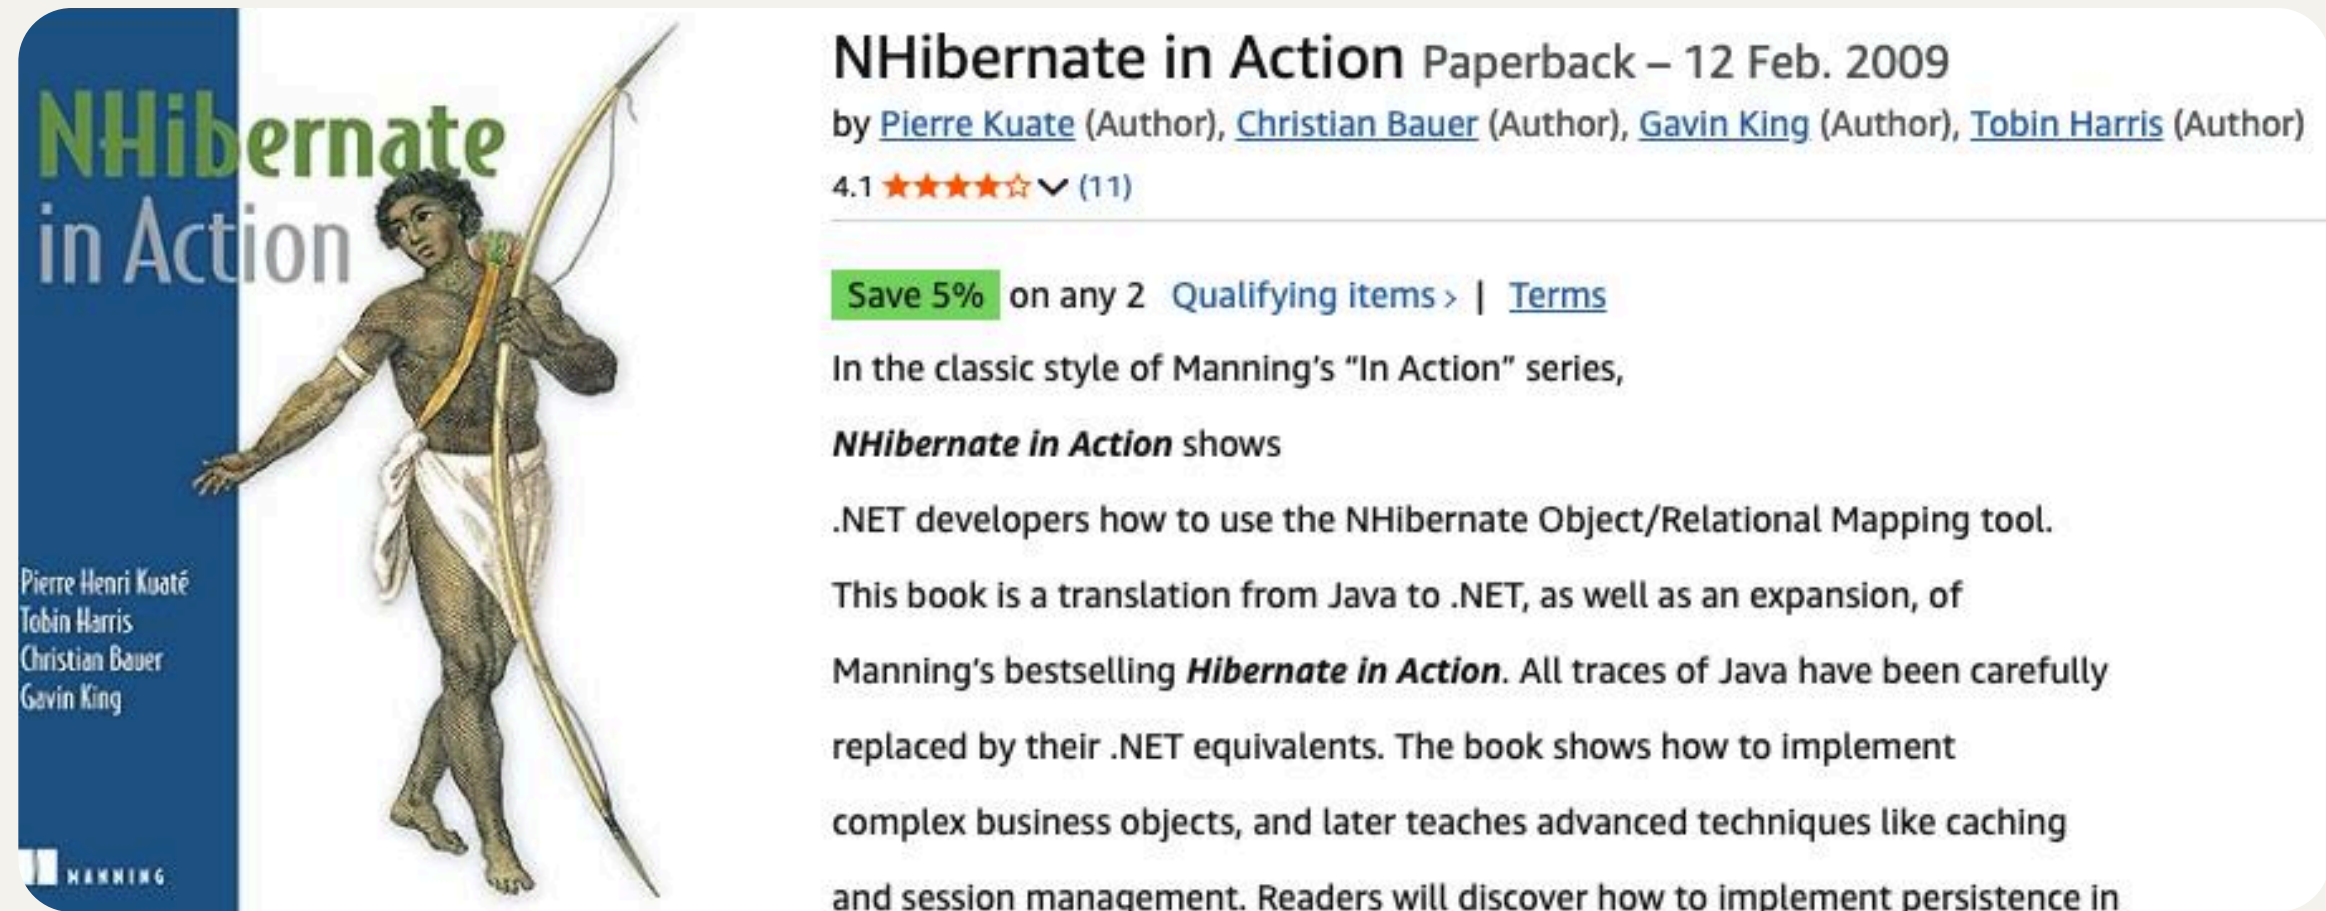 NHibernate
in Action
Pierre Henri Kuaté
Tobin Harris
Christian Bauer
Gavin King
MANNING
NHibernate in Action Paperback – 12 Feb. 2009
by Pierre Kuate (Author), Christian Bauer (Author), Gavin King (Author), Tobin Harris (Author)
4.1 (11)
Save 5% on any 2 Qualifying items › | Terms
In the classic style of Manning’s “In Action” series,
NHibernate in Action shows
.NET developers how to use the NHibernate Object/Relational Mapping tool.
This book is a translation from Java to .NET, as well as an expansion, of
Manning’s bestselling Hibernate in Action. All traces of Java have been carefully
replaced by their .NET equivalents. The book shows how to implement
complex business objects, and later teaches advanced techniques like caching
and session management. Readers will discover how to implement persistence in